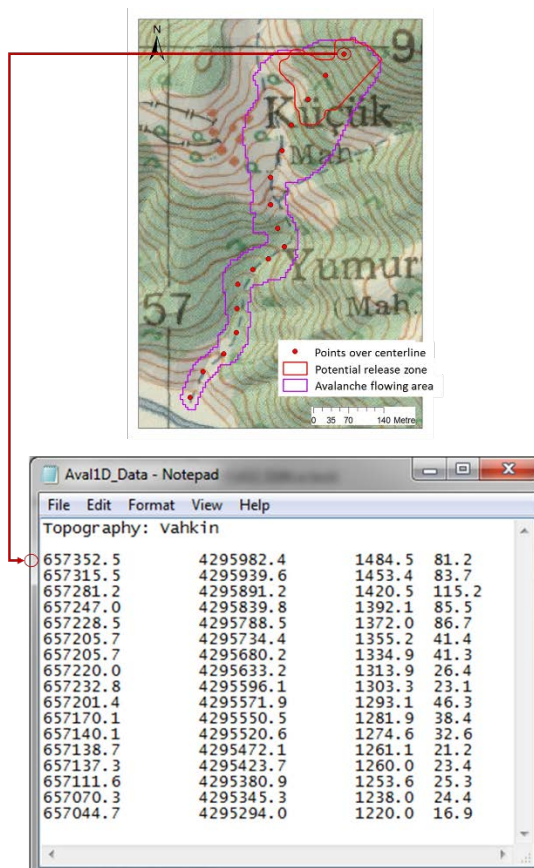 N
94
Küçük
(Mah.)
Yumur
(Mah.
57
Points over centerline
Potential release zone
Avalanche flowing area
0 35 70 140 Metre
Aval1D_Data - Notepad
File Edit Format View Help
Topography: Vahkin
657352.5 4295982.4 1484.5 81.2
657315.5 4295939.6 1453.4 83.7
657281.2 4295891.2 1420.5 115.2
657247.0 4295839.8 1392.1 85.5
657228.5 4295788.5 1372.0 86.7
657205.7 4295734.4 1355.2 41.4
657205.7 4295680.2 1334.9 41.3
657220.0 4295633.2 1313.9 26.4
657232.8 4295596.1 1303.3 23.1
657201.4 4295571.9 1293.1 46.3
657170.1 4295550.5 1281.9 38.4
657140.1 4295520.6 1274.6 32.6
657138.7 4295472.1 1261.1 21.2
657137.3 4295423.7 1260.0 23.4
657111.6 4295380.9 1253.6 25.3
657070.3 4295345.3 1238.0 24.4
657044.7 4295294.0 1220.0 16.9